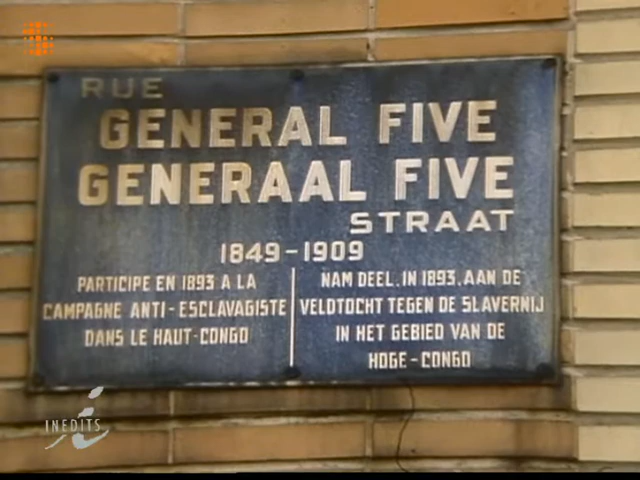 RUE
GENERAL FIVE
GENERAAL FIVE
STRAAT
1849-1909
PARTICIPE EN 1893 A LA
CAMPAGNE ANTI-ESCLAVAGISTE
DANS LE HAUT-CONGO
NAM DEEL. IN 1893. AAN DE
VELDTOCHT TEGEN DE SLAVERNIJ
IN HET GEBIED VAN DE
HOGE-CONGO
INEDITS